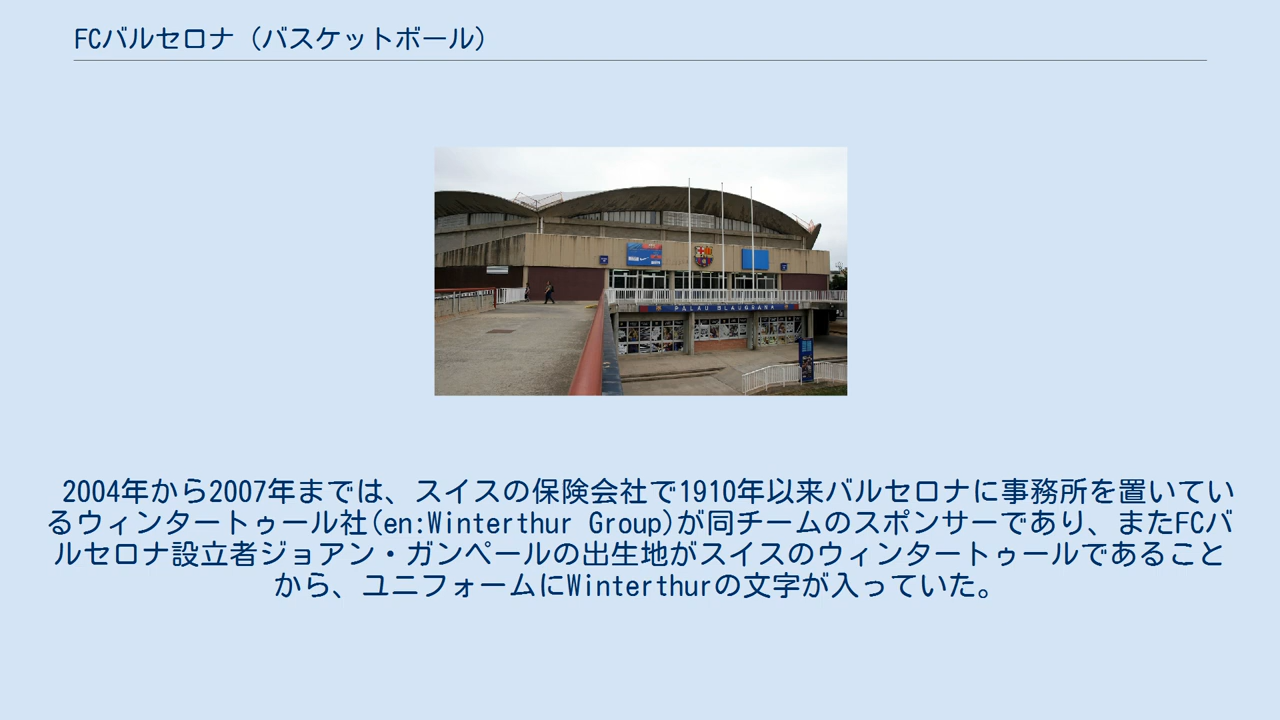 FCバルセロナ（バスケットボール）
PALAU BLAUGRANA
2004年から2007年までは、スイスの保険会社で1910年以来バルセロナに事務所を置いてい
るウィンタートゥール社(en:Winterthur Group)が同チームのスポンサーであり、またFCバ
ルセロナ設立者ジョアン・ガンペールの出生地がスイスのウィンタートゥールであること
から、ユニフォームにWinterthurの文字が入っていた。